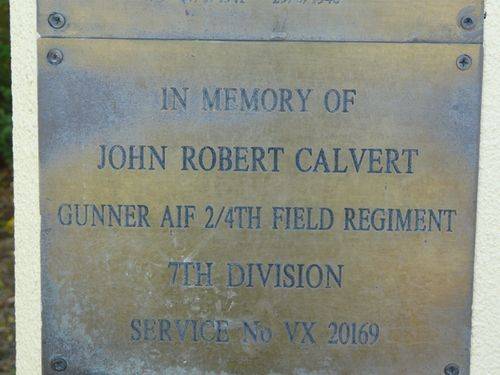 IN MEMORY OF
JOHN ROBERT CALVERT
GUNNER AIF 2/4TH FIELD REGIMENT
7TH DIVISION
SERVICE No VX 20169